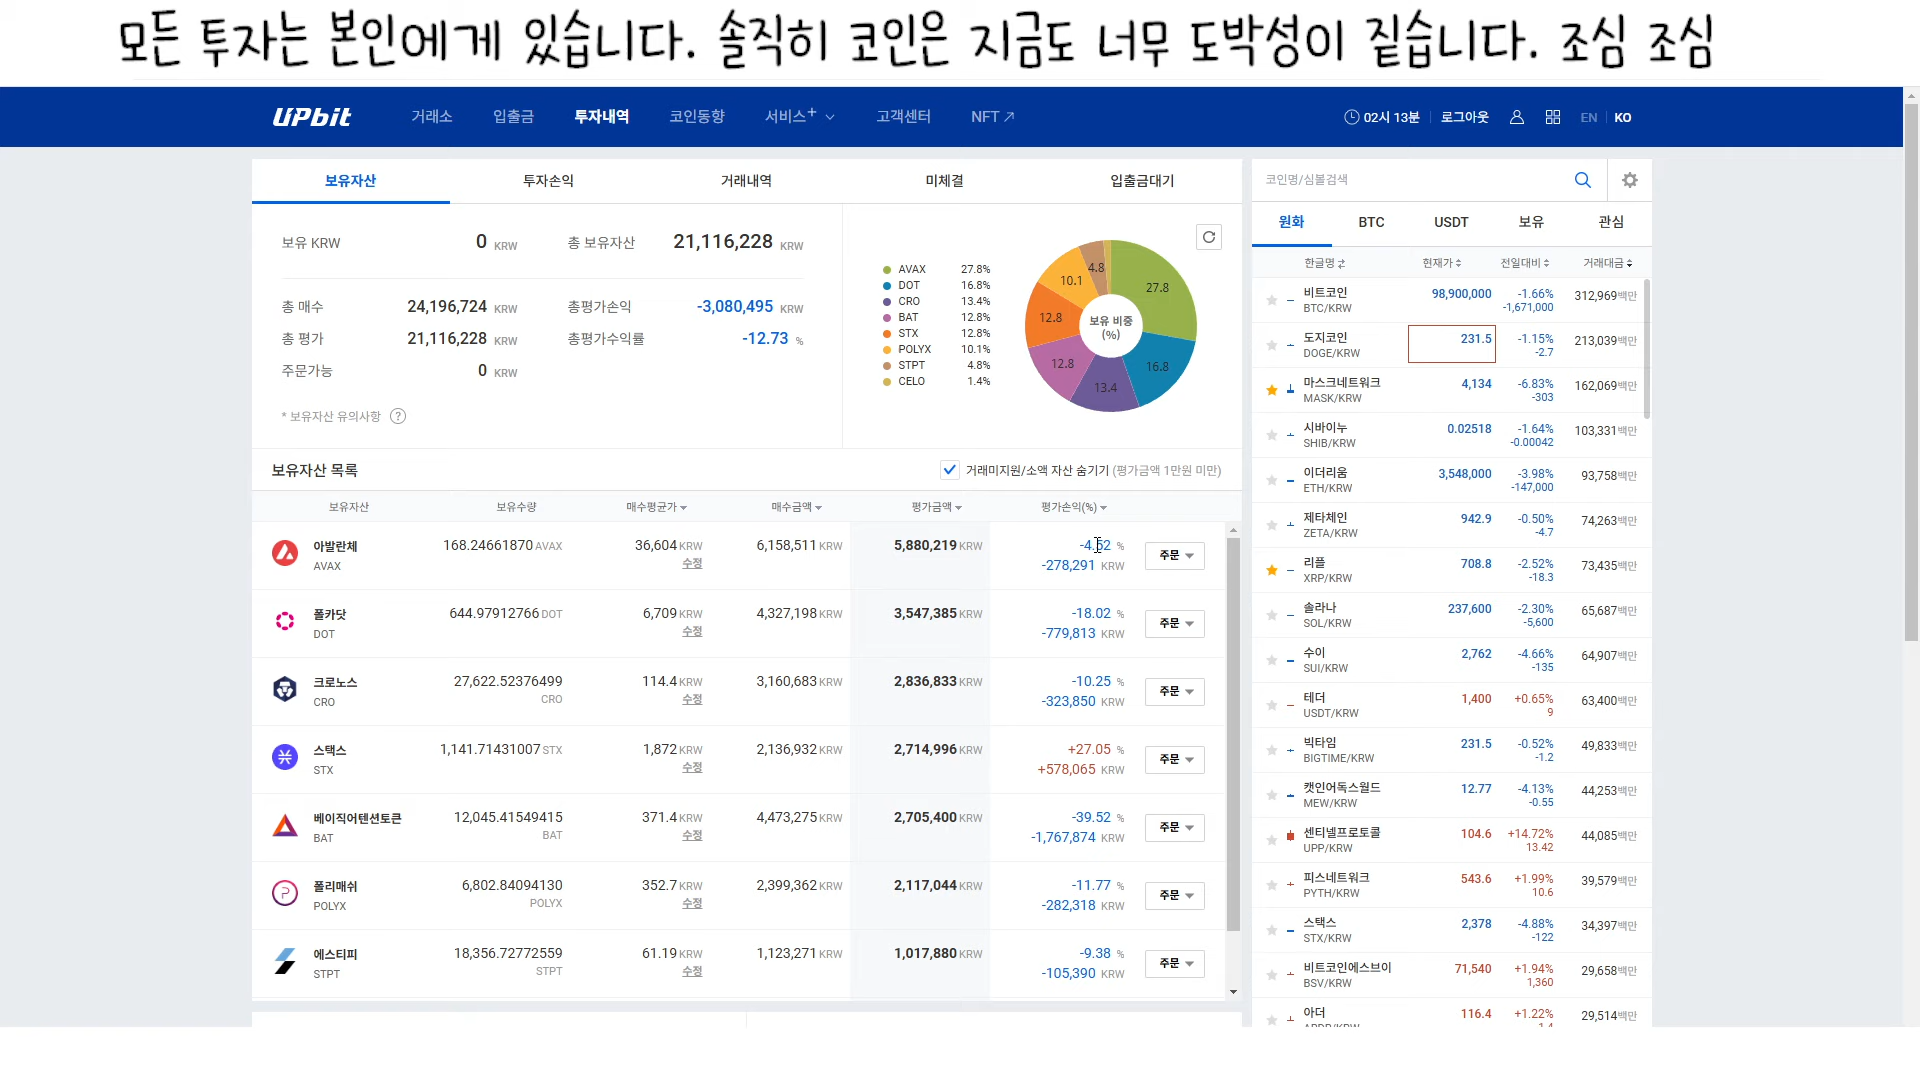 모든 투자는 본인에게 있습니다. 솔직히 코인은 지금도 너무 도박성이 짙습니다. 조심 조심
UPbit 거래소 입출금 투자내역 코인동향 서비스+ 고객센터 NFT 02시 13분 로그아웃 EN KO
보유자산 투자손익 거래내역 미체결 입출금대기
보유 KRW 0 KRW 총 보유자산 21,116,228 KRW
총 매수 24,196,724 KRW 총평가손익 -3,080,495 KRW
총 평가 21,116,228 KRW 총평가수익률 -12.73 %
주문가능 0 KRW
* 보유자산 유의사항 ?
AVAX 27.8%
DOT 16.8%
CRO 13.4%
BAT 12.8%
STX 12.8%
POLYX 10.1%
STPT 4.8%
CELO 1.4%
4.8
10.1 27.8
12.8
보유 비중
(%)
12.8 16.8
13.4
보유자산 목록 거래미지원/소액 자산 숨기기 (평가금액 1만원 미만)
보유자산 보유수량 매수평균가 매수금액 평가금액 평가손익(%)
아발란체 168.24661870 AVAX 36,604 KRW 6,158,511 KRW 5,880,219 KRW -4.52 %
AVAX 수정 -278,291 KRW 주문
폴카닷 644.97912766 DOT 6,709 KRW 4,327,198 KRW 3,547,385 KRW -18.02 %
DOT 수정 -779,813 KRW 주문
크로노스 27,622.52376499 114.4 KRW 3,160,683 KRW 2,836,833 KRW -10.25 %
CRO CRO 수정 -323,850 KRW 주문
스택스 1,141.71431007 STX 1,872 KRW 2,136,932 KRW 2,714,996 KRW +27.05 %
STX 수정 +578,065 KRW 주문
베이직어텐션토큰 12,045.41549415 371.4 KRW 4,473,275 KRW 2,705,400 KRW -39.52 %
BAT BAT 수정 -1,767,874 KRW 주문
폴리매쉬 6,802.84094130 352.7 KRW 2,399,362 KRW 2,117,044 KRW -11.77 %
POLYX POLYX 수정 -282,318 KRW 주문
에스티피 18,356.72772559 61.19 KRW 1,123,271 KRW 1,017,880 KRW -9.38 %
STPT STPT 수정 -105,390 KRW 주문
코인명/심볼검색
원화 BTC USDT 보유 관심
한글명 현재가 전일대비 거래대금
비트코인 98,900,000 -1.66% 312,969백만
BTC/KRW -1,671,000
도지코인 231.5 -1.15% 213,039백만
DOGE/KRW -2.7
마스크네트워크 4,134 -6.83% 162,069백만
MASK/KRW -303
시바이누 0.02518 -1.64% 103,331백만
SHIB/KRW -0.00042
이더리움 3,548,000 -3.98% 93,758백만
ETH/KRW -147,000
제타체인 942.9 -0.50% 74,263백만
ZETA/KRW -4.7
리플 708.8 -2.52% 73,435백만
XRP/KRW -18.3
솔라나 237,600 -2.30% 65,687백만
SOL/KRW -5,600
수이 2,762 -4.66% 64,907백만
SUI/KRW -135
테더 1,400 +0.65% 63,400백만
USDT/KRW 9
빅타임 231.5 -0.52% 49,833백만
BIGTIME/KRW -1.2
캣인어독스월드 12.77 -4.13% 44,253백만
MEW/KRW -0.55
센티넬프로토콜 104.6 +14.72% 44,085백만
UPP/KRW 13.42
피스네트워크 543.6 +1.99% 39,579백만
PYTH/KRW 10.6
스택스 2,378 -4.88% 34,397백만
STX/KRW -122
비트코인에스브이 71,540 +1.94% 29,658백만
BSV/KRW 1,360
아더 116.4 +1.22% 29,514백만